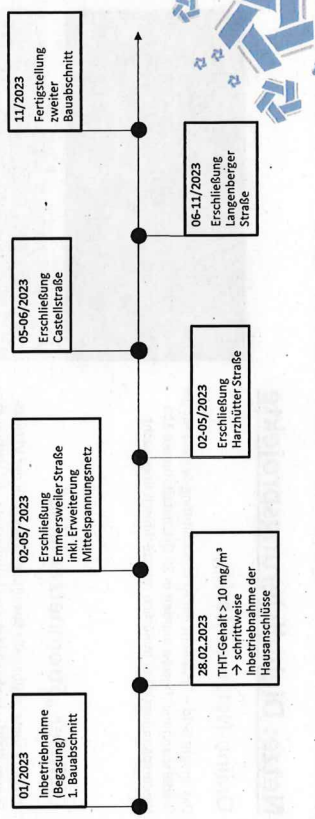 01/2023
Inbetriebnahme
(Begasung)
1. Bauabschnitt
28.02.2023
THT-Gehalt > 10 mg/m³
→ schrittweise
Inbetriebnahme der
Hausanschlüsse
02-05/ 2023
Erschließung
Emmersweiler Straße
inkl. Erweiterung
Mittelspannungsnetz
02-05/2023
Erschließung
Harzhütter Straße
05-06/2023
Erschließung
Castellstraße
06-11/2023
Erschließung
Langenberger
Straße
11/2023
Fertigstellung
zweiter
Bauabschnitt